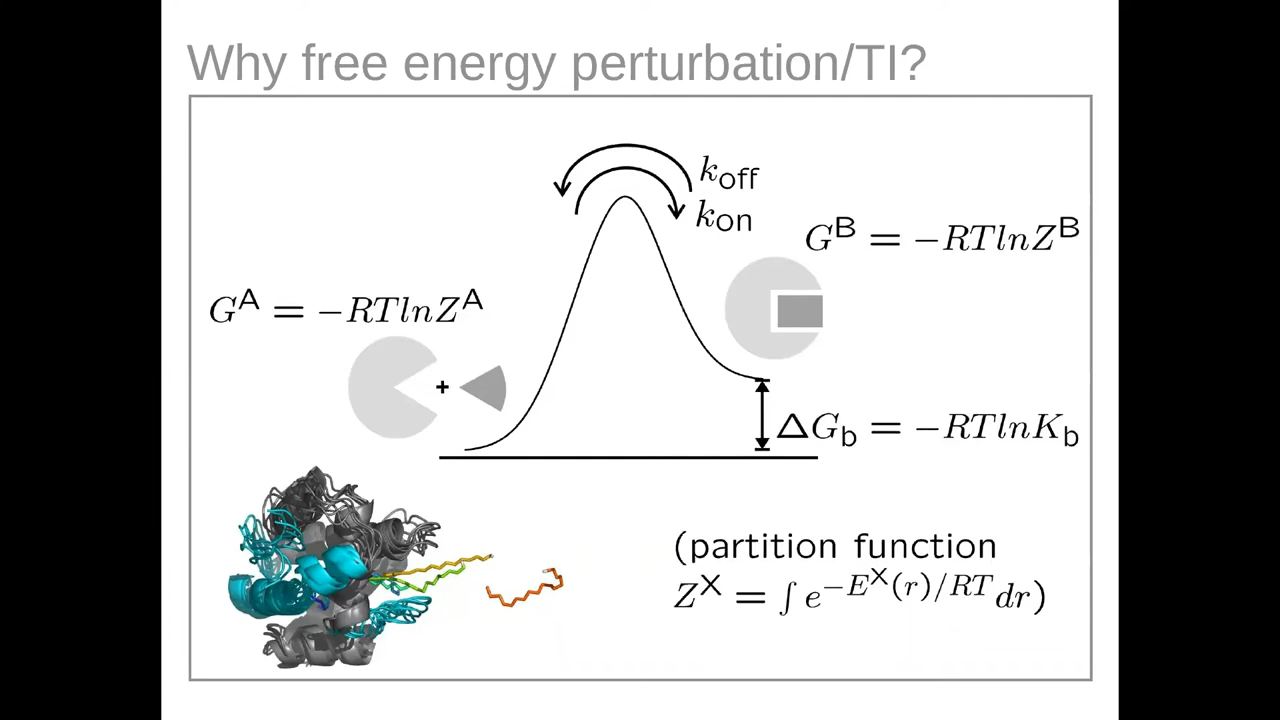 Why free energy perturbation/TI?
k_off
k_on
G^B = −RTlnZ^B
G^A = −RTlnZ^A
+
ΔG_b = −RTlnK_b
(partition function
Z^X = ∫ e^{−E^X(r)/RT} dr)